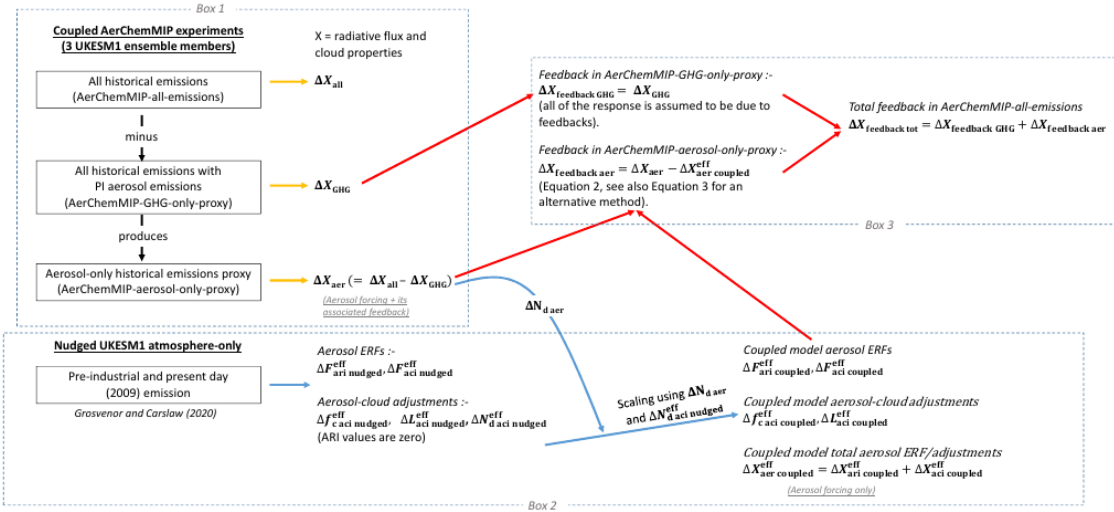 Box 1
Coupled AerChemMIP experiments
(3 UKESM1 ensemble members)
X = radiative flux and
cloud properties
All historical emissions
(AerChemMIP-all-emissions)
ΔX_all
minus
All historical emissions with
PI aerosol emissions
(AerChemMIP-GHG-only-proxy)
ΔX_GHG
produces
Aerosol-only historical emissions proxy
(AerChemMIP-aerosol-only-proxy)
ΔX_aer (= ΔX_all – ΔX_GHG)
(Aerosol forcing + its
associated feedback)
Feedback in AerChemMIP-GHG-only-proxy :-
ΔX_feedback GHG = ΔX_GHG
(all of the response is assumed to be due to
feedbacks).
Feedback in AerChemMIP-aerosol-only-proxy :-
ΔX_feedback aer = ΔX_aer − ΔX^eff_aer coupled
(Equation 2, see also Equation 3 for an
alternative method).
Total feedback in AerChemMIP-all-emissions
ΔX_feedback tot = ΔX_feedback GHG + ΔX_feedback aer
Box 3
ΔN_d aer
Nudged UKESM1 atmosphere-only
Pre-industrial and present day
(2009) emission
Grosvenor and Carslaw (2020)
Aerosol ERFs :-
ΔF^eff_ari nudged, ΔF^eff_aci nudged
Aerosol-cloud adjustments :-
Δf^eff_c aci nudged, ΔL^eff_aci nudged, ΔN^eff_d aci nudged
(ARI values are zero)
Scaling using ΔN_d aer
and ΔN^eff_d aci nudged
Coupled model aerosol ERFs
ΔF^eff_ari coupled, ΔF^eff_aci coupled
Coupled model aerosol-cloud adjustments
Δf^eff_c aci coupled, ΔL^eff_aci coupled
Coupled model total aerosol ERF/adjustments
ΔX^eff_aer coupled = ΔX^eff_ari coupled + ΔX^eff_aci coupled
(Aerosol forcing only)
Box 2